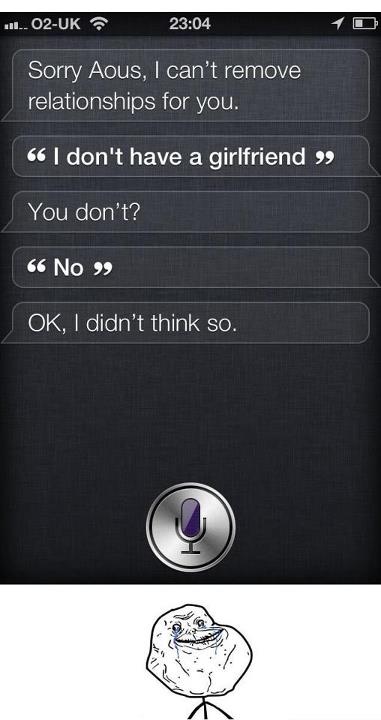 O2-UK 23:04
Sorry Aous, I can't remove
relationships for you.
“ I don't have a girlfriend ”
You don't?
“ No ”
OK, I didn't think so.